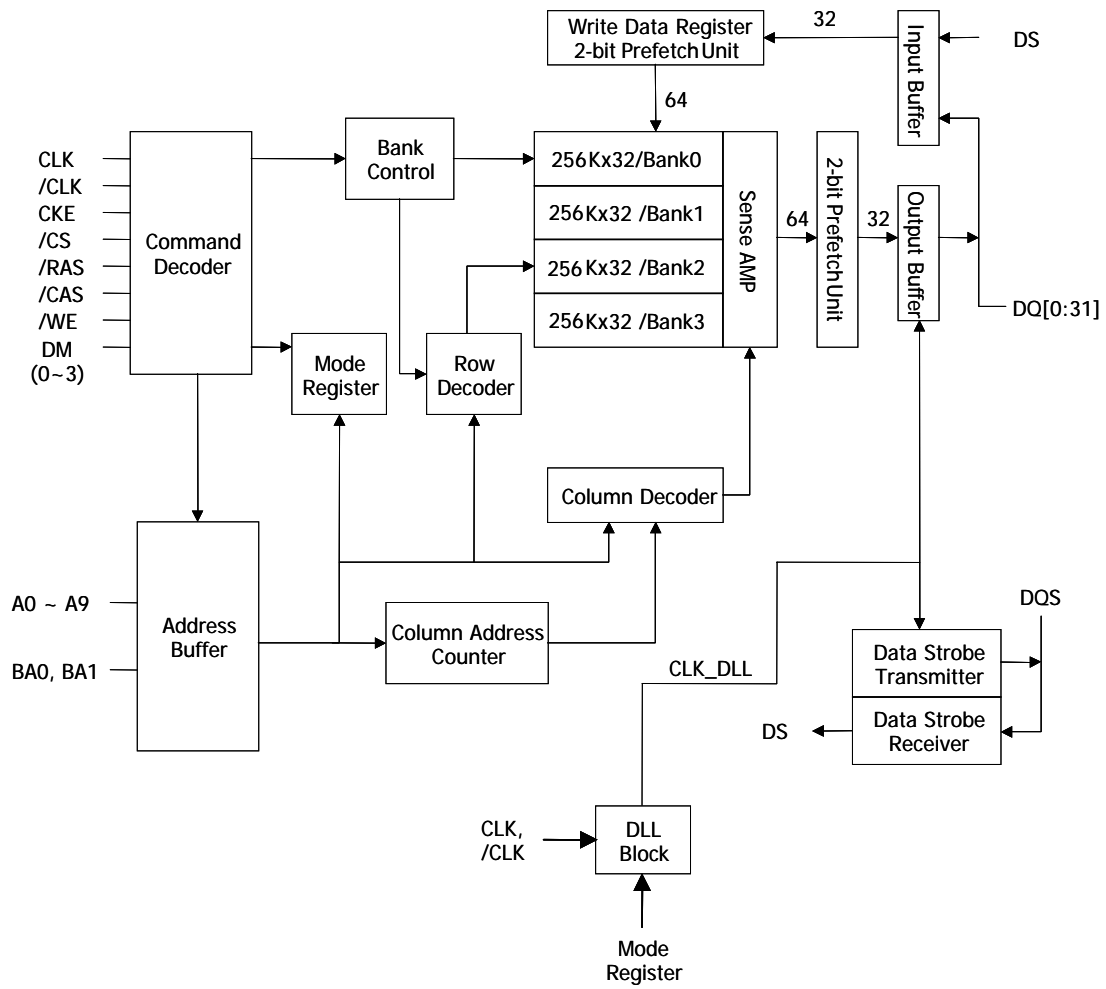 Write Data Register
2-bit Prefetch Unit
32
Input Buffer
DS
64
CLK
/CLK
CKE
/CS
/RAS
/CAS
/WE
DM
(0~3)
Command
Decoder
Bank
Control
256Kx32/Bank0
256Kx32 /Bank1
256Kx32 /Bank2
256Kx32 /Bank3
Sense AMP
64
2-bit Prefetch Unit
32
Output Buffer
DQ[0:31]
Mode
Register
Row
Decoder
Column Decoder
A0 ~ A9
BA0, BA1
Address
Buffer
Column Address
Counter
CLK_DLL
DQS
Data Strobe
Transmitter
Data Strobe
Receiver
DS
CLK,
/CLK
DLL
Block
Mode
Register